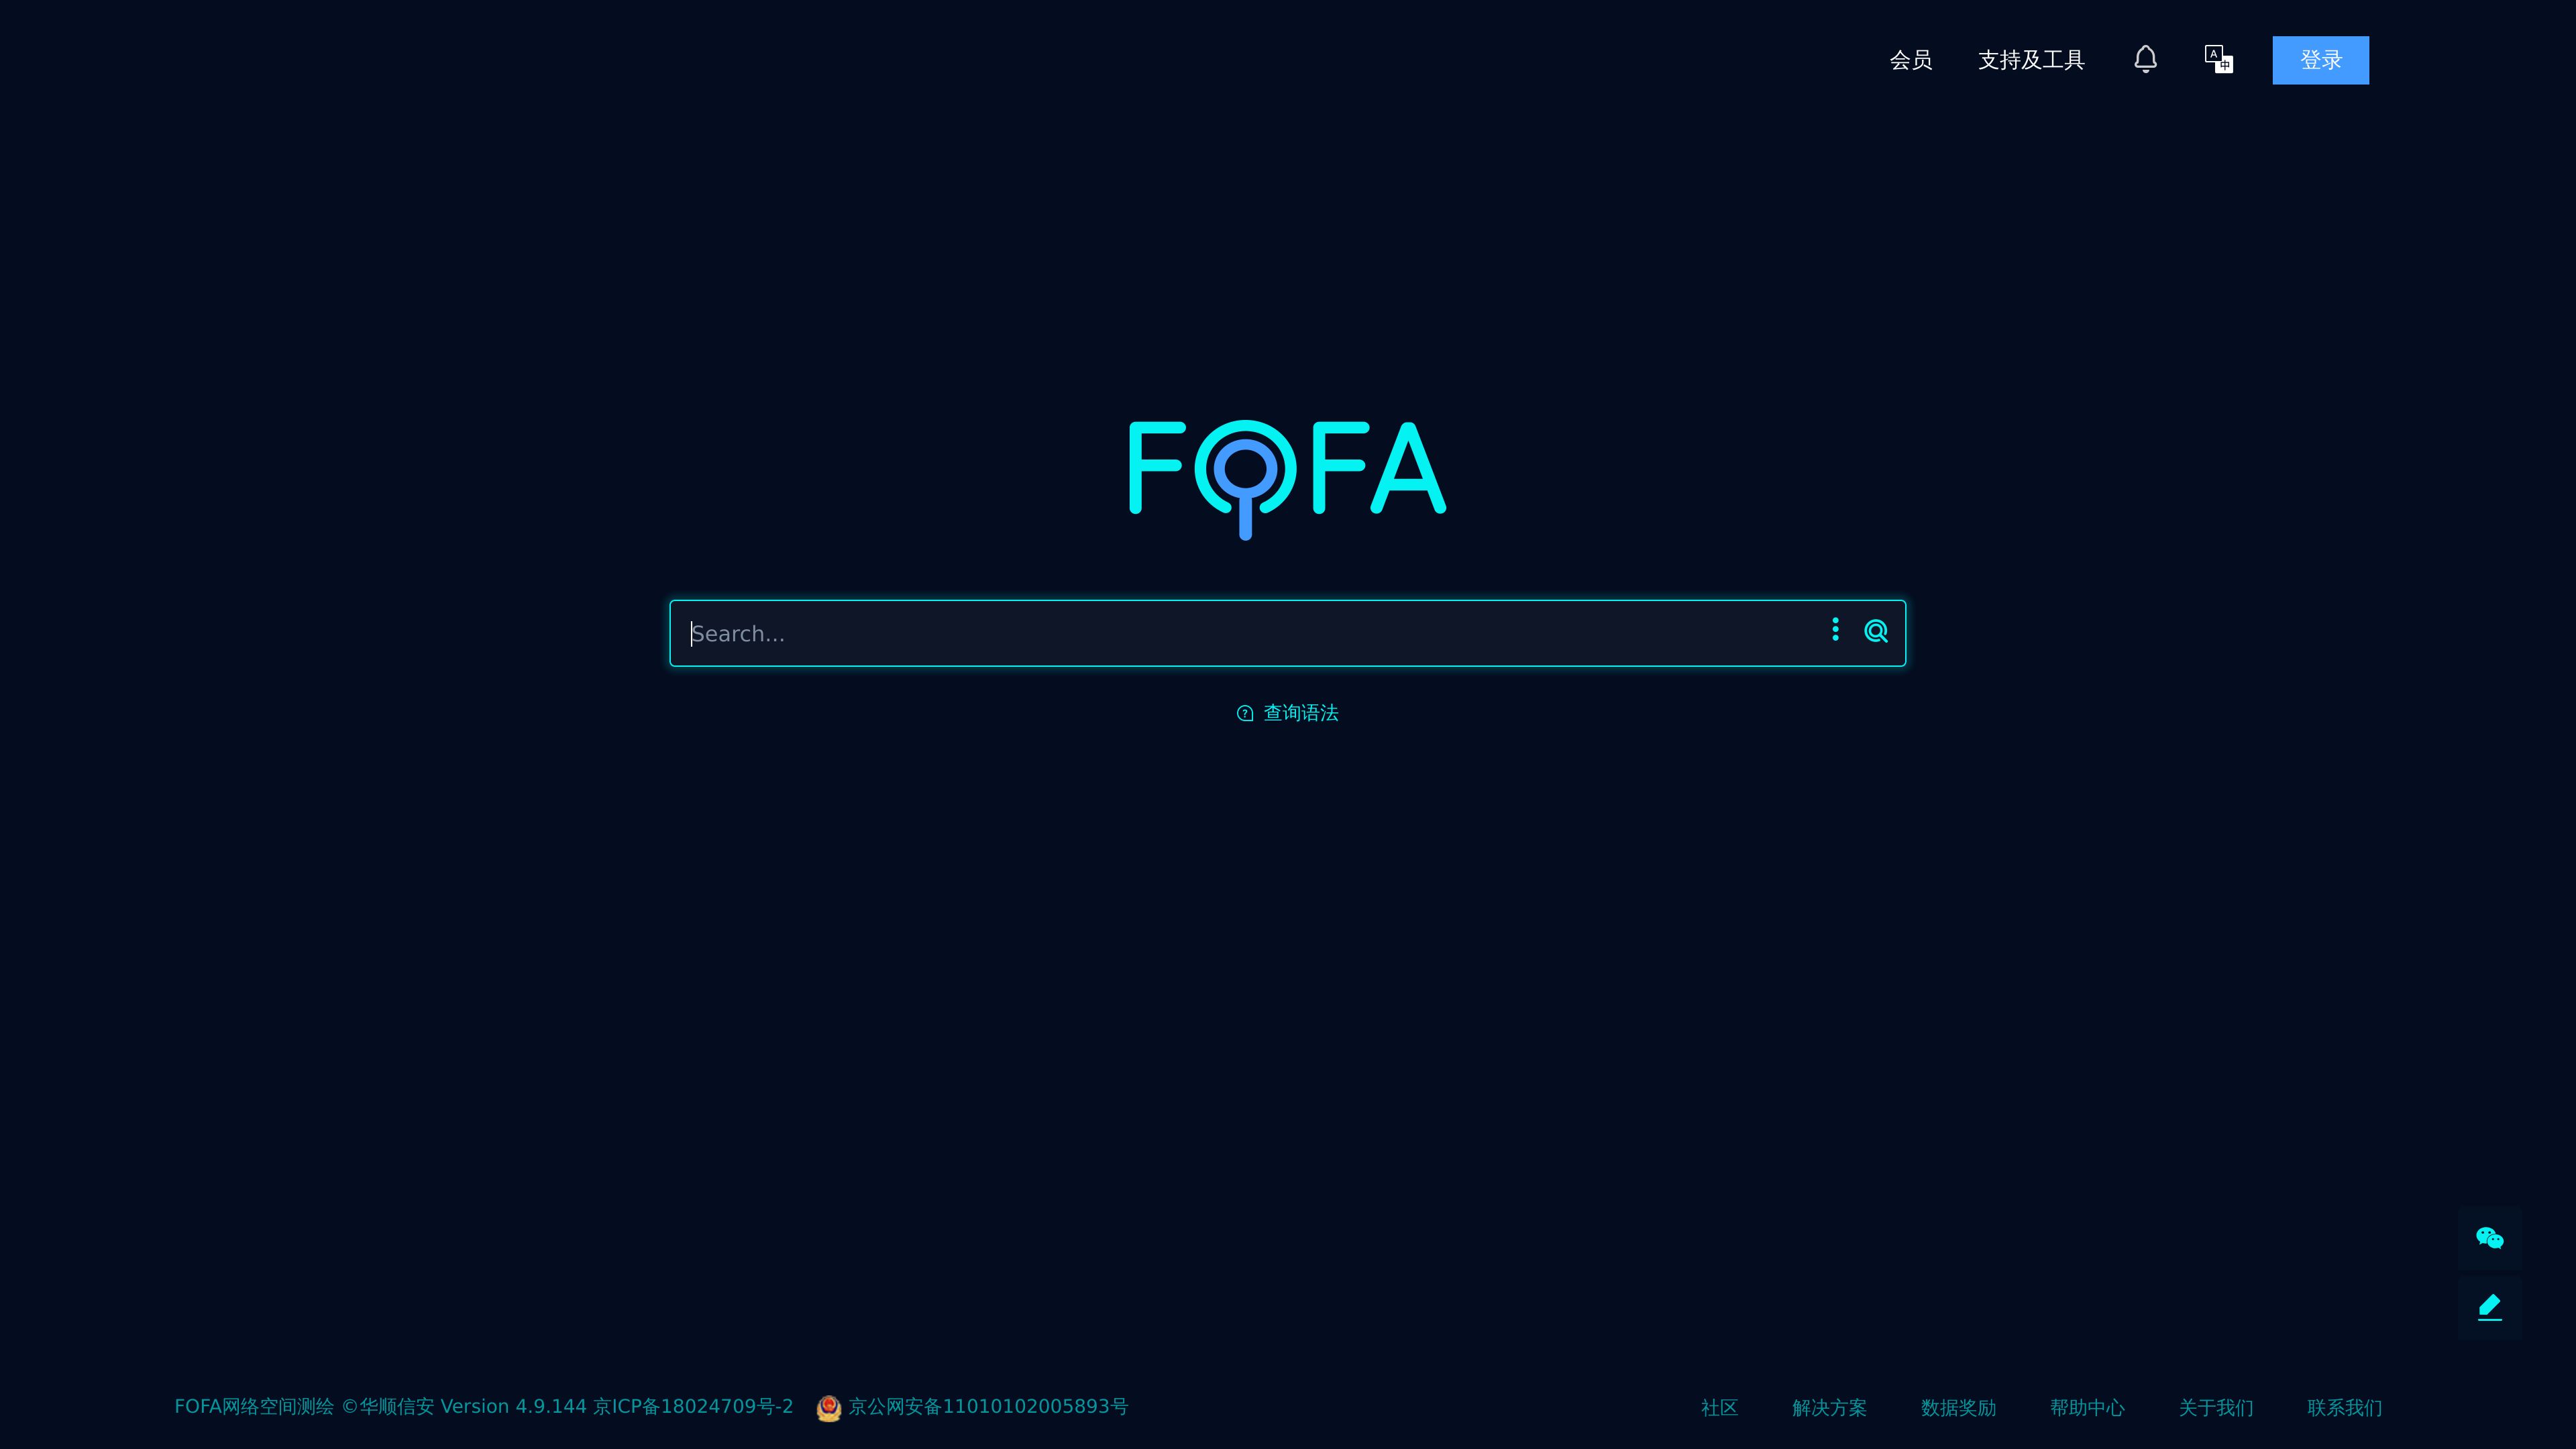 会员 支持及工具 A 中 登录
FOFA
Search...
查询语法
FOFA网络空间测绘 ©华顺信安 Version 4.9.144 京ICP备18024709号-2 京公网安备11010102005893号 社区 解决方案 数据奖励 帮助中心 关于我们 联系我们